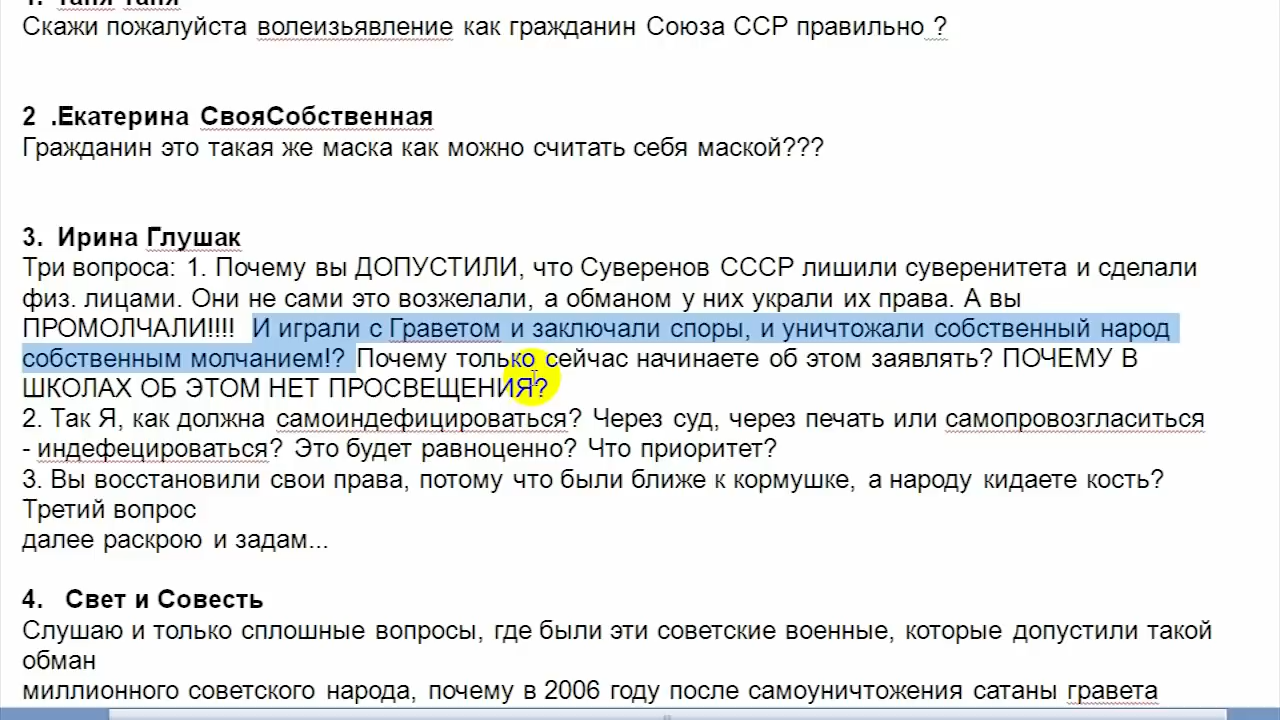 1. Таня Таня
Скажи пожалуйста волеизьявление как гражданин Союза ССР правильно ?
2 .Екатерина СвояСобственная
Гражданин это такая же маска как можно считать себя маской???
3. Ирина Глушак
Три вопроса: 1. Почему вы ДОПУСТИЛИ, что Суверенов СССР лишили суверенитета и сделали
физ. лицами. Они не сами это возжелали, а обманом у них украли их права. А вы
ПРОМОЛЧАЛИ!!!! И играли с Граветом и заключали споры, и уничтожали собственный народ
собственным молчанием!? Почему только сейчас начинаете об этом заявлять? ПОЧЕМУ В
ШКОЛАХ ОБ ЭТОМ НЕТ ПРОСВЕЩЕНИЯ?
2. Так Я, как должна самоиндефицироваться? Через суд, через печать или самопровозгласиться
- индефецироваться? Это будет равноценно? Что приоритет?
3. Вы восстановили свои права, потому что были ближе к кормушке, а народу кидаете кость?
Третий вопрос
далее раскрою и задам...
4. Свет и Совесть
Слушаю и только сплошные вопросы, где были эти советские военные, которые допустили такой
обман
миллионного советского народа, почему в 2006 году после самоуничтожения сатаны гравета